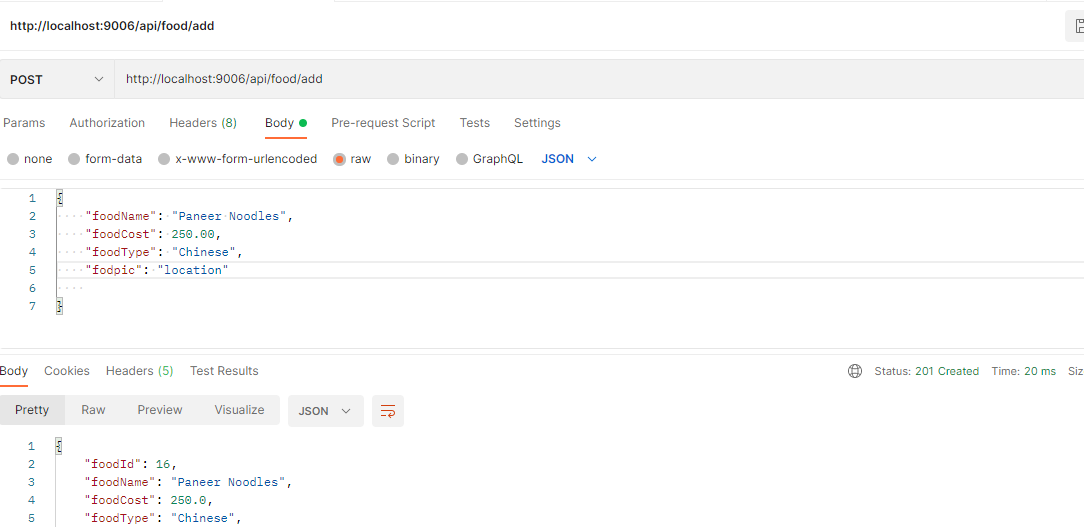 http://localhost:9006/api/food/add
POST http://localhost:9006/api/food/add
Params Authorization Headers (8) Body Pre-request Script Tests Settings
none form-data x-www-form-urlencoded raw binary GraphQL JSON
1 {
2 "foodName": "Paneer Noodles",
3 "foodCost": 250.00,
4 "foodType": "Chinese",
5 "fodpic": "location"
6
7 }
Body Cookies Headers (5) Test Results Status: 201 Created Time: 20 ms
Pretty Raw Preview Visualize JSON
1 {
2 "foodId": 16,
3 "foodName": "Paneer Noodles",
4 "foodCost": 250.0,
5 "foodType": "Chinese",